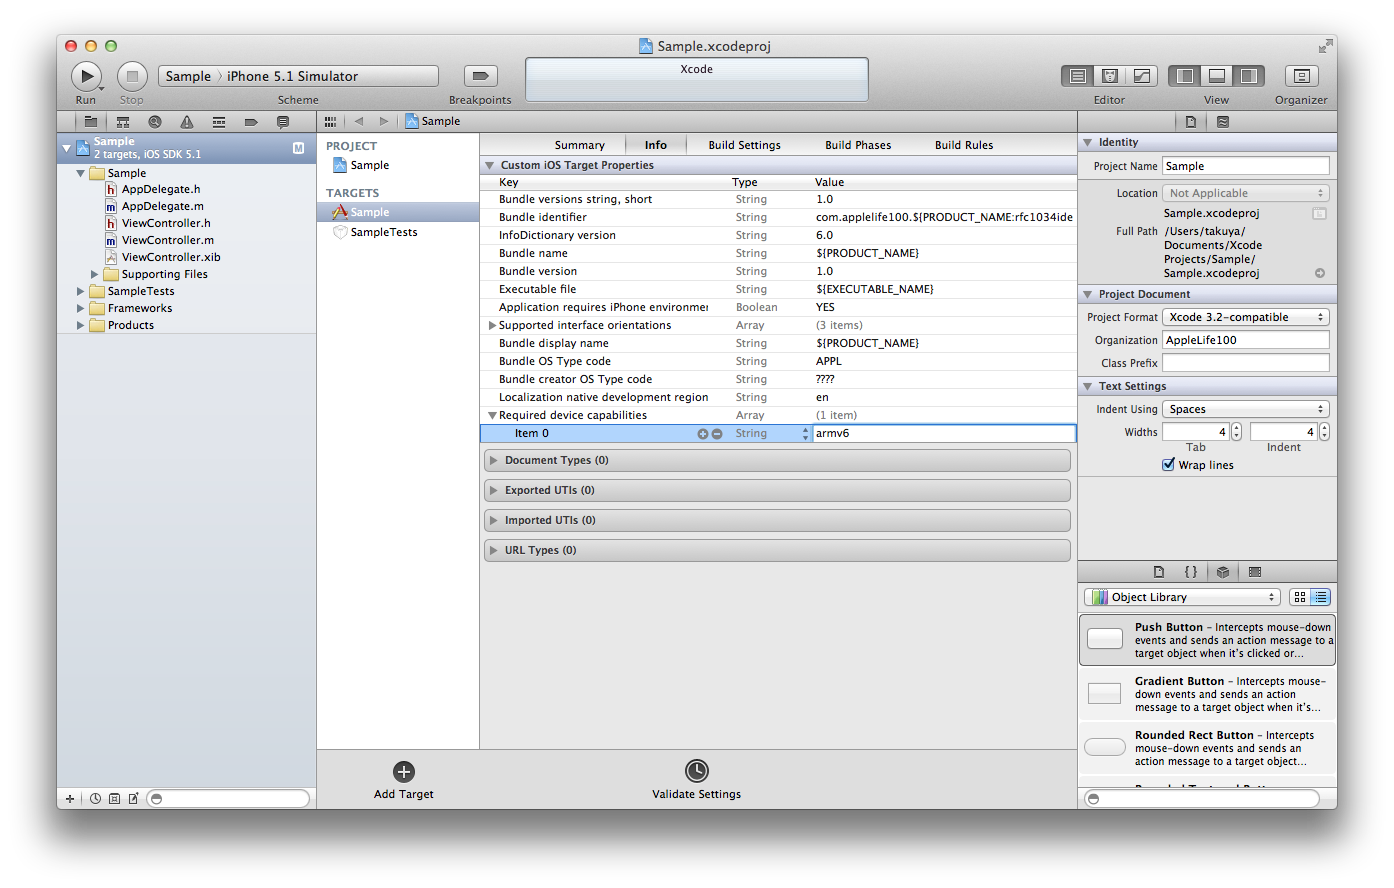 Sample.xcodeproj
Run
Stop
Sample
iPhone 5.1 Simulator
Scheme
Breakpoints
Xcode
Editor
View
Organizer
Sample
2 targets, iOS SDK 5.1
M
Sample
h AppDelegate.h
m AppDelegate.m
h ViewController.h
m ViewController.m
ViewController.xib
Supporting Files
SampleTests
Frameworks
Products
Sample
PROJECT
Sample
TARGETS
Sample
SampleTests
Summary
Info
Build Settings
Build Phases
Build Rules
Custom iOS Target Properties
Key Type Value
Bundle versions string, short String 1.0
Bundle identifier String com.applelife100.${PRODUCT_NAME:rfc1034ide
InfoDictionary version String 6.0
Bundle name String ${PRODUCT_NAME}
Bundle version String 1.0
Executable file String ${EXECUTABLE_NAME}
Application requires iPhone environmer Boolean YES
Supported interface orientations Array (3 items)
Bundle display name String ${PRODUCT_NAME}
Bundle OS Type code String APPL
Bundle creator OS Type code String ????
Localization native development region String en
Required device capabilities Array (1 item)
Item 0 String armv6
Document Types (0)
Exported UTIs (0)
Imported UTIs (0)
URL Types (0)
Add Target
Validate Settings
Identity
Project Name Sample
Location Not Applicable
Sample.xcodeproj
Full Path /Users/takuya/
Documents/Xcode
Projects/Sample/
Sample.xcodeproj
Project Document
Project Format Xcode 3.2-compatible
Organization AppleLife100
Class Prefix
Text Settings
Indent Using Spaces
Widths 4 4
Tab Indent
Wrap lines
{ }
Object Library
Push Button – Intercepts mouse-down
events and sends an action message to a
target object when it's clicked or...
Gradient Button – Intercepts mouse-
down events and sends an action
message to a target object when it's...
Rounded Rect Button – Intercepts
mouse-down events and sends an
action message to a target object...